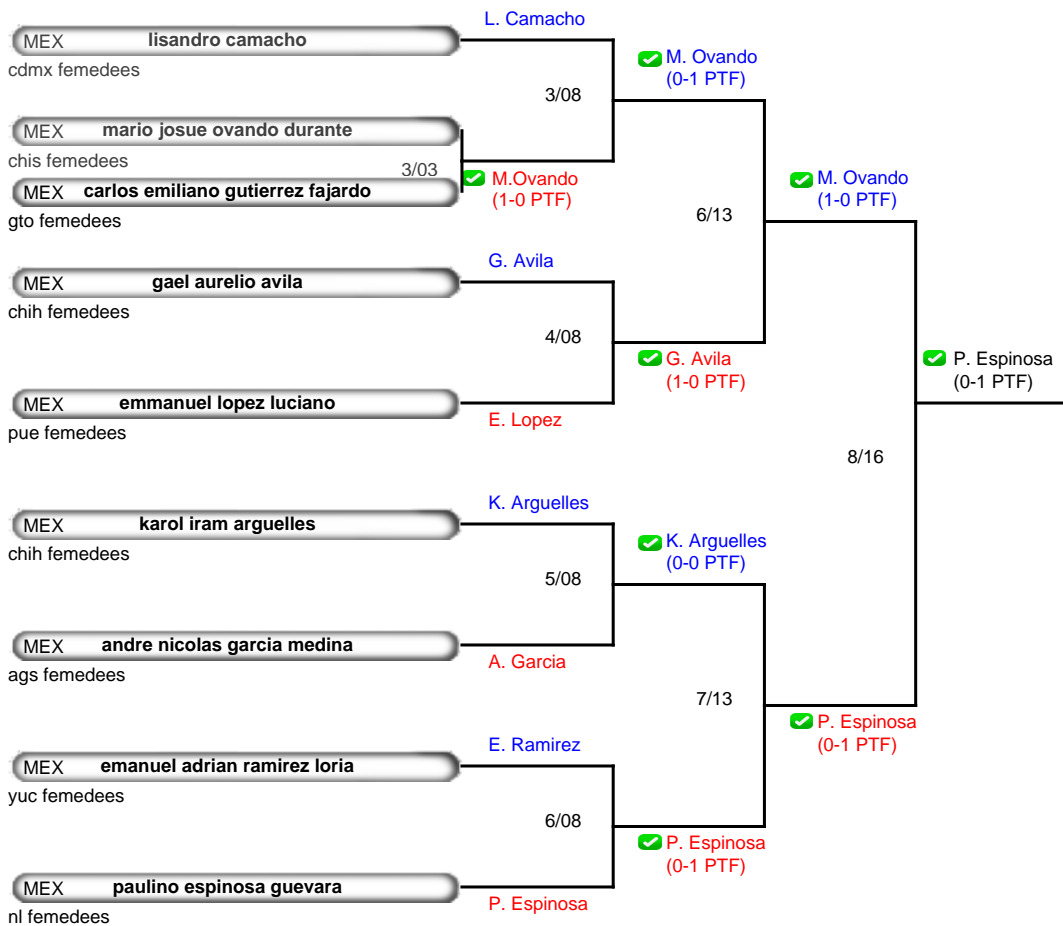 L. Camacho
MEX lisandro camacho
cdmx femedees
M. Ovando
(0-1 PTF)
3/08
MEX mario josue ovando durante
chis femedees
3/03
M.Ovando
(1-0 PTF)
MEX carlos emiliano gutierrez fajardo
gto femedees
M. Ovando
(1-0 PTF)
6/13
G. Avila
MEX gael aurelio avila
chih femedees
4/08
G. Avila
(1-0 PTF)
P. Espinosa
(0-1 PTF)
MEX emmanuel lopez luciano
pue femedees
E. Lopez
8/16
K. Arguelles
MEX karol iram arguelles
chih femedees
K. Arguelles
(0-0 PTF)
5/08
MEX andre nicolas garcia medina
ags femedees
A. Garcia
7/13
P. Espinosa
(0-1 PTF)
E. Ramirez
MEX emanuel adrian ramirez loria
yuc femedees
6/08
P. Espinosa
(0-1 PTF)
MEX paulino espinosa guevara
nl femedees
P. Espinosa